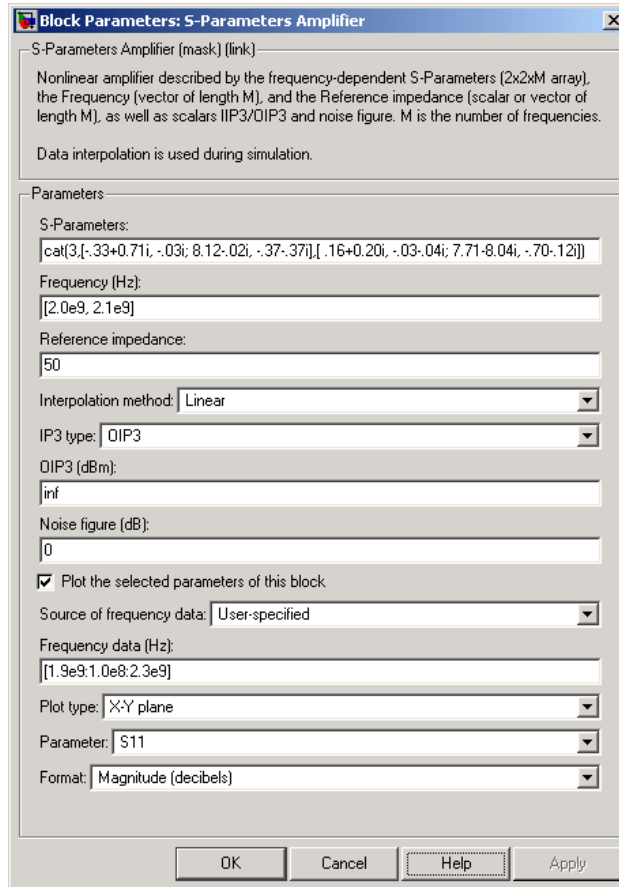 Block Parameters: S-Parameters Amplifier
S-Parameters Amplifier (mask) (link)
Nonlinear amplifier described by the frequency-dependent S-Parameters (2x2xM array),
the Frequency (vector of length M), and the Reference impedance (scalar or vector of
length M), as well as scalars IIP3/OIP3 and noise figure. M is the number of frequencies.
Data interpolation is used during simulation.
Parameters
S-Parameters:
cat(3,[-.33+0.71i, -.03i; 8.12-.02i, -.37-.37i],[ .16+0.20i, -.03-.04i; 7.71-8.04i, -.70-.12i])
Frequency (Hz):
[2.0e9, 2.1e9]
Reference impedance:
50
Interpolation method: Linear
IP3 type: OIP3
OIP3 (dBm):
inf
Noise figure (dB):
0
Plot the selected parameters of this block
Source of frequency data: User-specified
Frequency data (Hz):
[1.9e9:1.0e8:2.3e9]
Plot type: X-Y plane
Parameter: S11
Format: Magnitude (decibels)
OK Cancel Help Apply